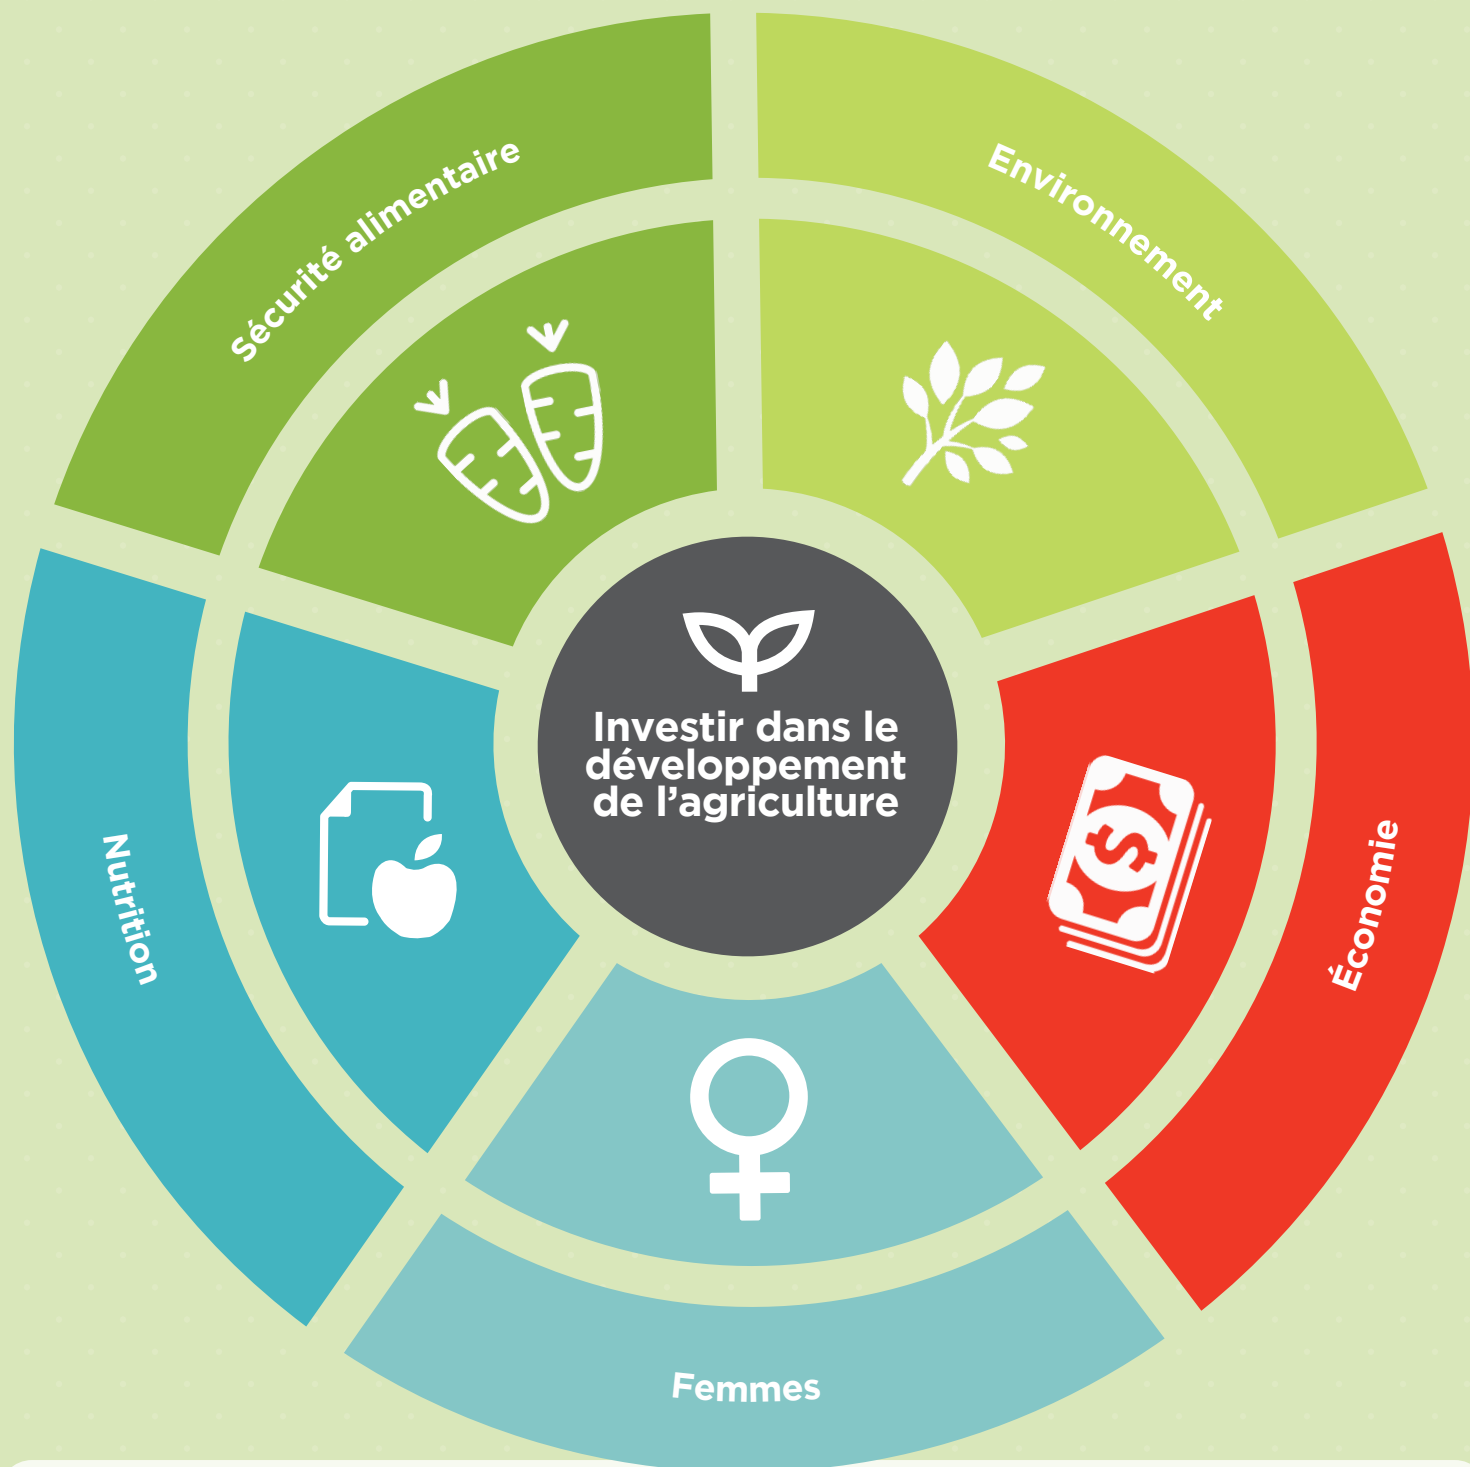 Sécurité alimentaire
Environnement
Investir dans le
développement
de l’agriculture
Nutrition
Économie
Femmes